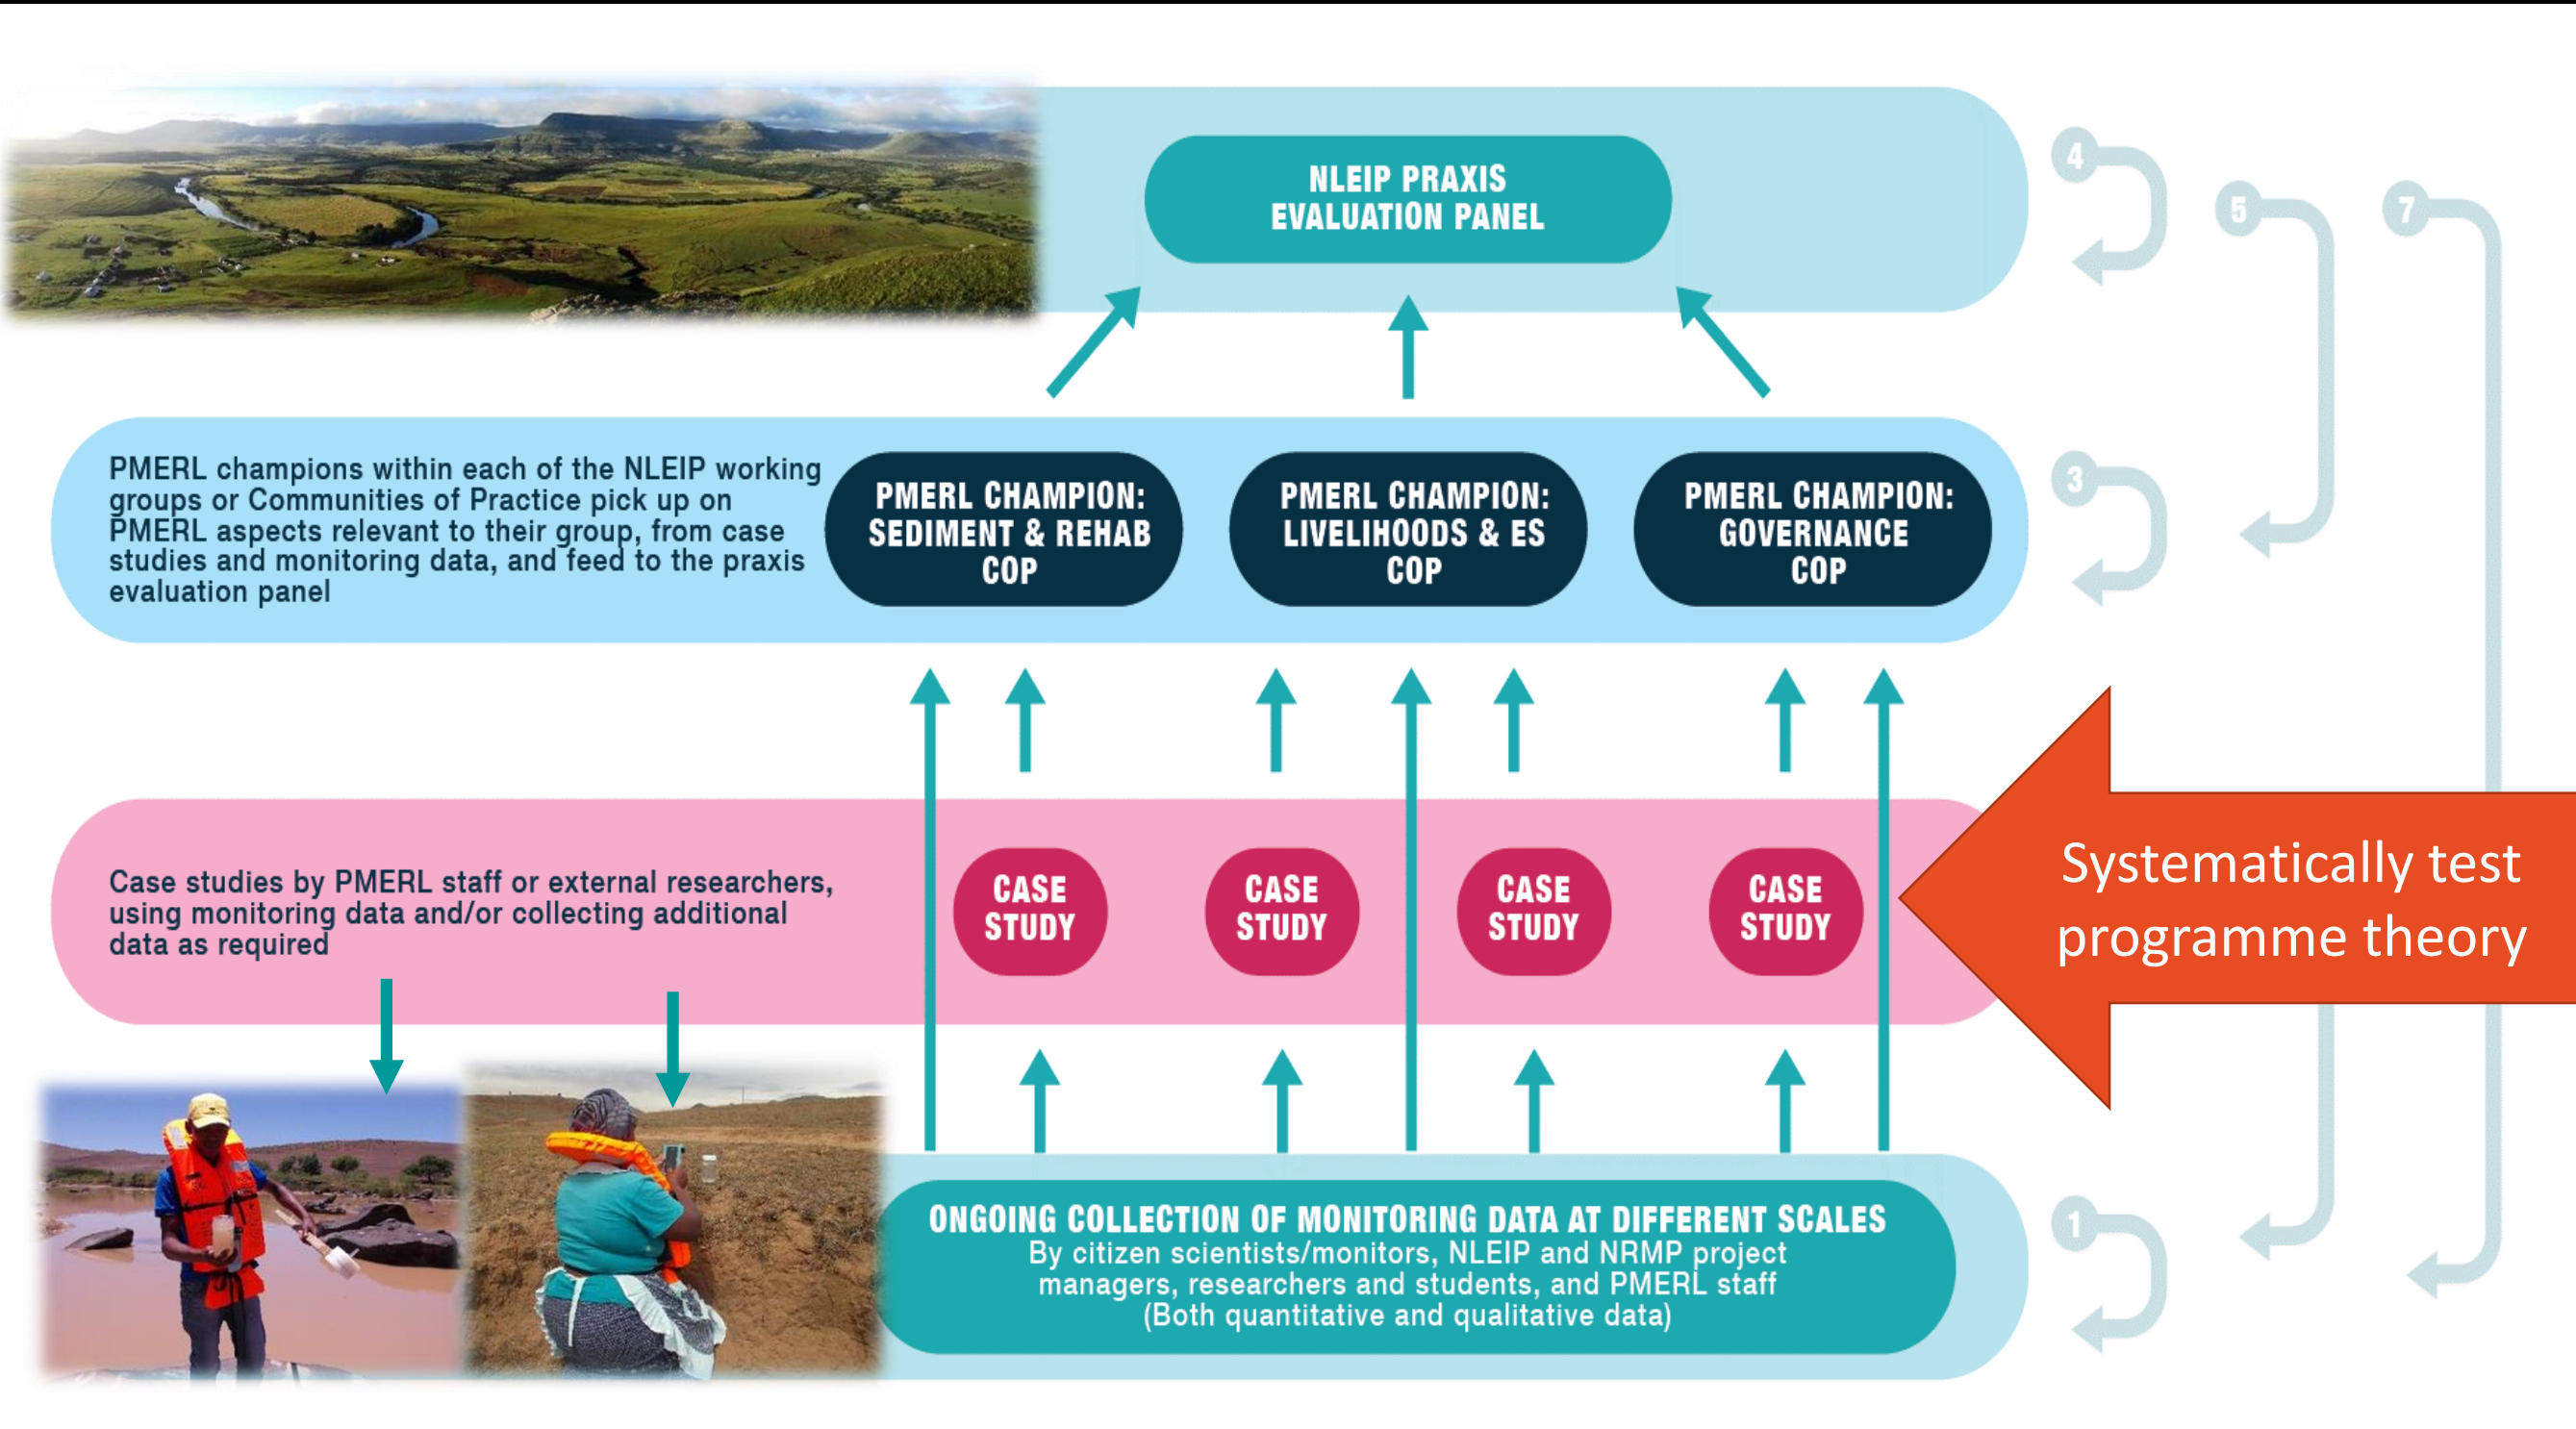 NLEIP PRAXIS
EVALUATION PANEL
4
5
7
PMERL champions within each of the NLEIP working
groups or Communities of Practice pick up on
PMERL aspects relevant to their group, from case
studies and monitoring data, and feed to the praxis
evaluation panel
PMERL CHAMPION:
SEDIMENT & REHAB
COP
PMERL CHAMPION:
LIVELIHOODS & ES
COP
PMERL CHAMPION:
GOVERNANCE
COP
3
Case studies by PMERL staff or external researchers,
using monitoring data and/or collecting additional
data as required
CASE
STUDY
CASE
STUDY
CASE
STUDY
CASE
STUDY
Systematically test
programme theory
ONGOING COLLECTION OF MONITORING DATA AT DIFFERENT SCALES
By citizen scientists/monitors, NLEIP and NRMP project
managers, researchers and students, and PMERL staff
(Both quantitative and qualitative data)
1